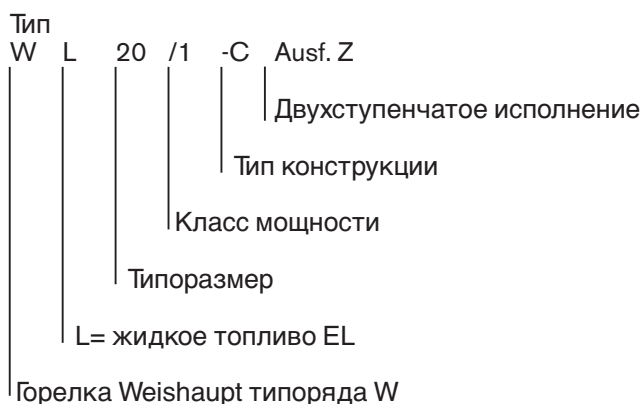 Тип
W L 20 /1 -C Ausf. Z
Двухступенчатое исполнение
Тип конструкции
Класс мощности
Типоразмер
L= жидкое топливо EL
Горелка Weishaupt типоряда W